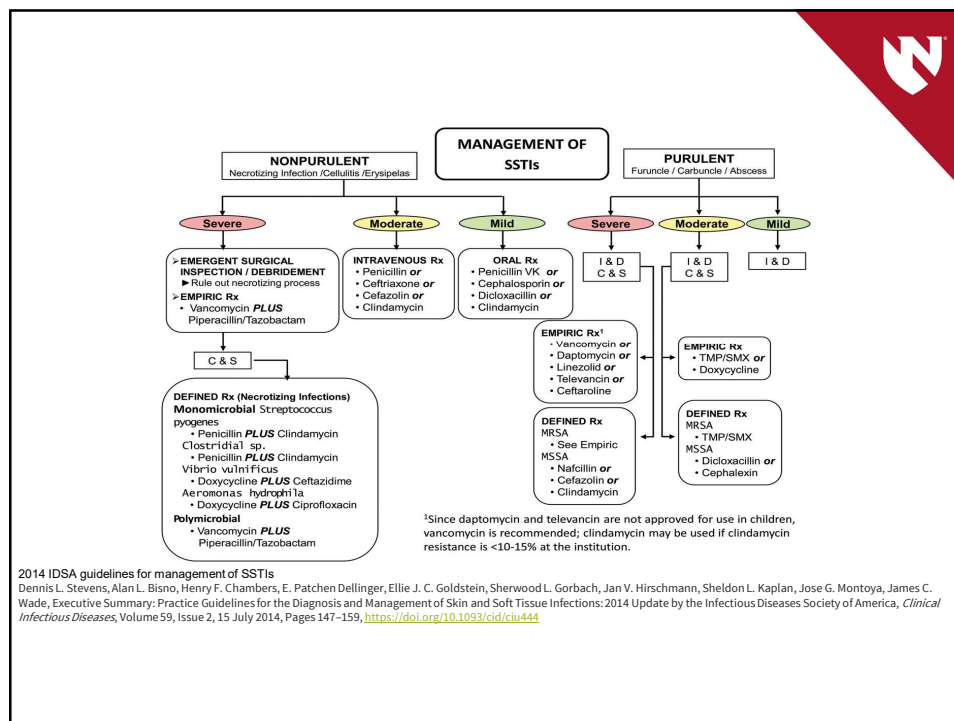 MANAGEMENT OF
SSTIs
NONPURULENT
Necrotizing Infection /Cellulitis /Erysipelas
Severe
Moderate
Mild
➢EMERGENT SURGICAL
INSPECTION / DEBRIDEMENT
►Rule out necrotizing process
➢EMPIRIC Rx
• Vancomycin PLUS
Piperacillin/Tazobactam
C & S
DEFINED Rx (Necrotizing Infections)
Monomicrobial Streptococcus
pyogenes
• Penicillin PLUS Clindamycin
Clostridial sp.
• Penicillin PLUS Clindamycin
Vibrio vulnificus
• Doxycycline PLUS Ceftazidime
Aeromonas hydrophila
• Doxycycline PLUS Ciprofloxacin
Polymicrobial
• Vancomycin PLUS
Piperacillin/Tazobactam
INTRAVENOUS Rx
• Penicillin or
• Ceftriaxone or
• Cefazolin or
• Clindamycin
ORAL Rx
• Penicillin VK or
• Cephalosporin or
• Dicloxacillin or
• Clindamycin
PURULENT
Furuncle / Carbuncle / Abscess
Severe
Moderate
Mild
I & D
C & S
I & D
C & S
I & D
EMPIRIC Rx¹
• Vancomycin or
• Daptomycin or
• Linezolid or
• Televancin or
• Ceftaroline
EMPIRIC Rx
• TMP/SMX or
• Doxycycline
DEFINED Rx
MRSA
• See Empiric
MSSA
• Nafcillin or
• Cefazolin or
• Clindamycin
DEFINED Rx
MRSA
• TMP/SMX
MSSA
• Dicloxacillin or
• Cephalexin
¹Since daptomycin and televancin are not approved for use in children,
vancomycin is recommended; clindamycin may be used if clindamycin
resistance is <10-15% at the institution.
2014 IDSA guidelines for management of SSTIs
Dennis L. Stevens, Alan L. Bisno, Henry F. Chambers, E. Patchen Dellinger, Ellie J. C. Goldstein, Sherwood L. Gorbach, Jan V. Hirschmann, Sheldon L. Kaplan, Jose G. Montoya, James C.
Wade, Executive Summary: Practice Guidelines for the Diagnosis and Management of Skin and Soft Tissue Infections: 2014 Update by the Infectious Diseases Society of America, Clinical
Infectious Diseases, Volume 59, Issue 2, 15 July 2014, Pages 147–159, https://doi.org/10.1093/cid/ciu444